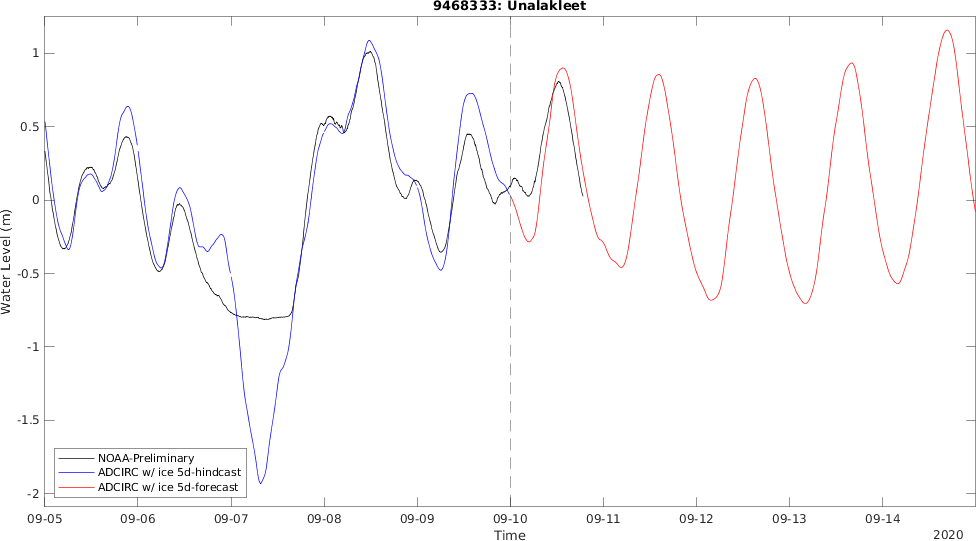 9468333: Unalakleet
1
0.5
0
-0.5
-1
-1.5
-2
Water Level (m)
NOAA-Preliminary
ADCIRC w/ ice 5d-hindcast
ADCIRC w/ ice 5d-forecast
09-05 09-06 09-07 09-08 09-09 09-10 09-11 09-12 09-13 09-14
Time
2020